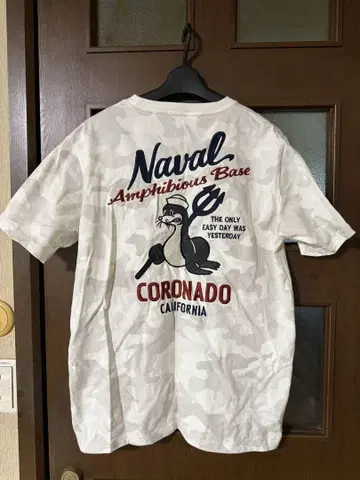 Naval
Amphibious Base
THE ONLY
EASY DAY WAS
YESTERDAY
CORONADO
CALIFORNIA